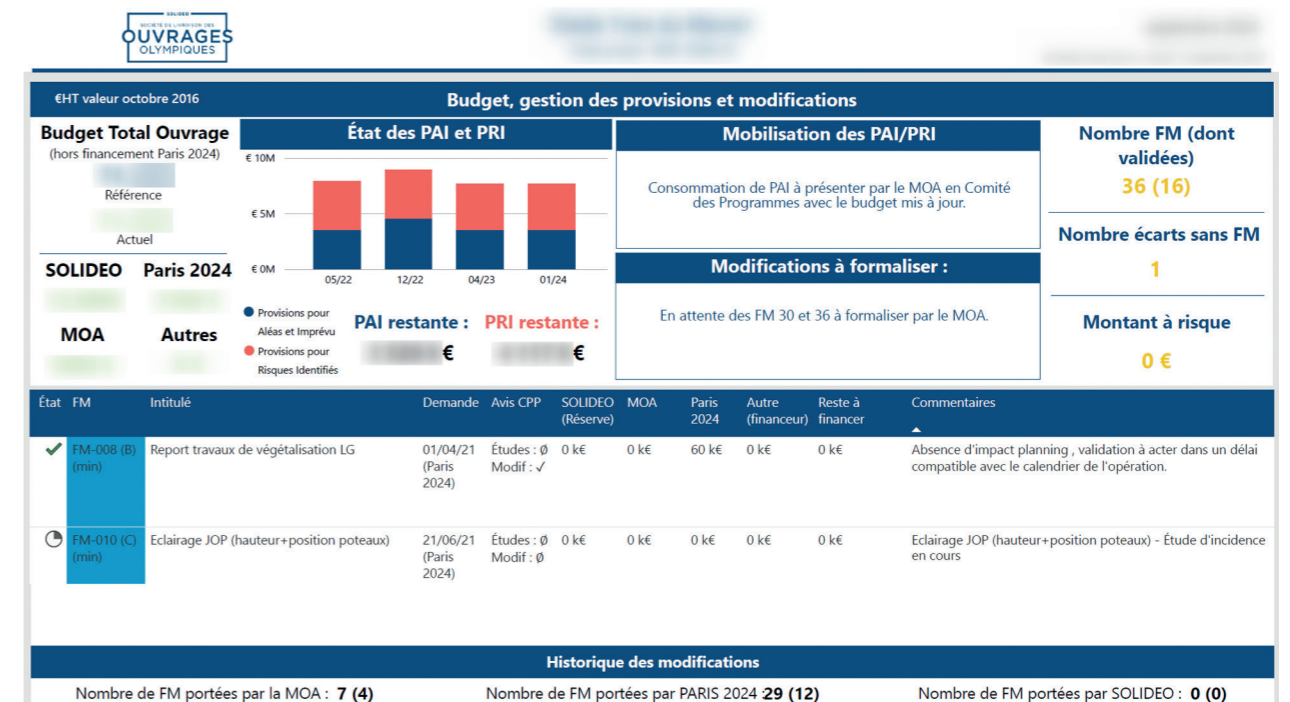 SOLIDEO
SOCIÉTÉ DE LIVRAISON DES
OUVRAGES
OLYMPIQUES
€HT valeur octobre 2016
Budget, gestion des provisions et modifications
Budget Total Ouvrage
(hors financement Paris 2024)
Référence
Actuel
SOLIDEO Paris 2024
MOA Autres
État des PAI et PRI
€ 10M
€ 5M
€ 0M
05/22 12/22 04/23 01/24
Provisions pour
Aléas et Imprévu
Provisions pour
Risques Identifiés
PAI restante : PRI restante :
€ €
Mobilisation des PAI/PRI
Consommation de PAI à présenter par le MOA en Comité
des Programmes avec le budget mis à jour.
Modifications à formaliser :
En attente des FM 30 et 36 à formaliser par le MOA.
Nombre FM (dont
validées)
36 (16)
Nombre écarts sans FM
1
Montant à risque
0 €
État FM Intitulé Demande Avis CPP SOLIDEO MOA Paris Autre Reste à Commentaires
(Réserve) 2024 (financeur) financer
FM-008 (B) Report travaux de végétalisation LG 01/04/21 Études : Ø 0 k€ 0 k€ 60 k€ 0 k€ 0 k€ Absence d'impact planning , validation à acter dans un délai
(min) (Paris Modif : ✓ compatible avec le calendrier de l'opération.
2024)
FM-010 (C) Eclairage JOP (hauteur+position poteaux) 21/06/21 Études : Ø 0 k€ 0 k€ 0 k€ 0 k€ 0 k€ Eclairage JOP (hauteur+position poteaux) - Étude d'incidence
(min) (Paris Modif : Ø en cours
2024)
Historique des modifications
Nombre de FM portées par la MOA : 7 (4) Nombre de FM portées par PARIS 2024 :29 (12) Nombre de FM portées par SOLIDEO : 0 (0)